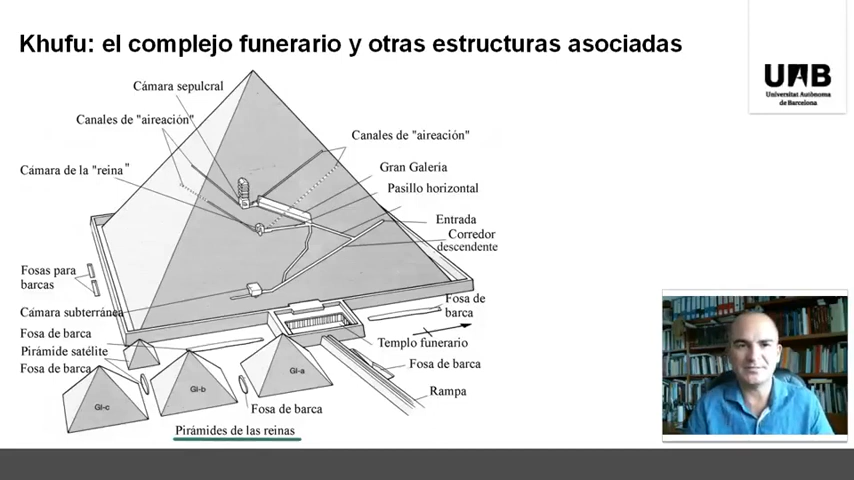 Khufu: el complejo funerario y otras estructuras asociadas
UAB
Universitat Autònoma
de Barcelona
Cámara sepulcral
Canales de "aireación"
Canales de "aireación"
Cámara de la "reina"
Gran Galería
Pasillo horizontal
Entrada
Corredor
descendente
Fosas para
barcas
Cámara subterránea
Fosa de
barca
Fosa de barca
Pirámide satélite
Fosa de barca
Templo funerario
Fosa de barca
Rampa
GI-a
GI-b
GI-c
Fosa de barca
Pirámides de las reinas